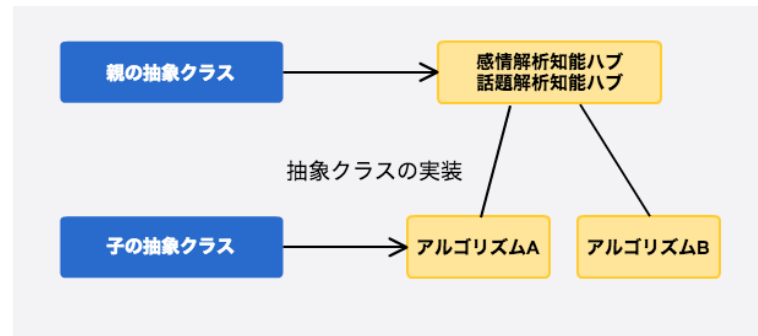 親の抽象クラス
感情解析知能ハブ
話題解析知能ハブ
抽象クラスの実装
子の抽象クラス
アルゴリズムA
アルゴリズムB